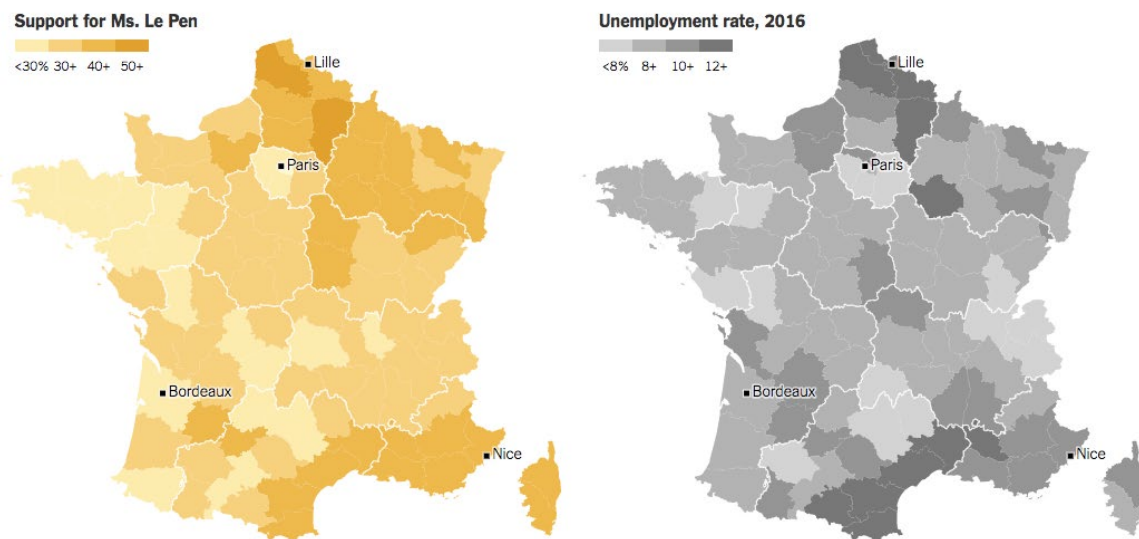 Support for Ms. Le Pen
<30% 30+ 40+ 50+
Lille
Paris
Bordeaux
Nice
Unemployment rate, 2016
<8% 8+ 10+ 12+
Lille
Paris
Bordeaux
Nice